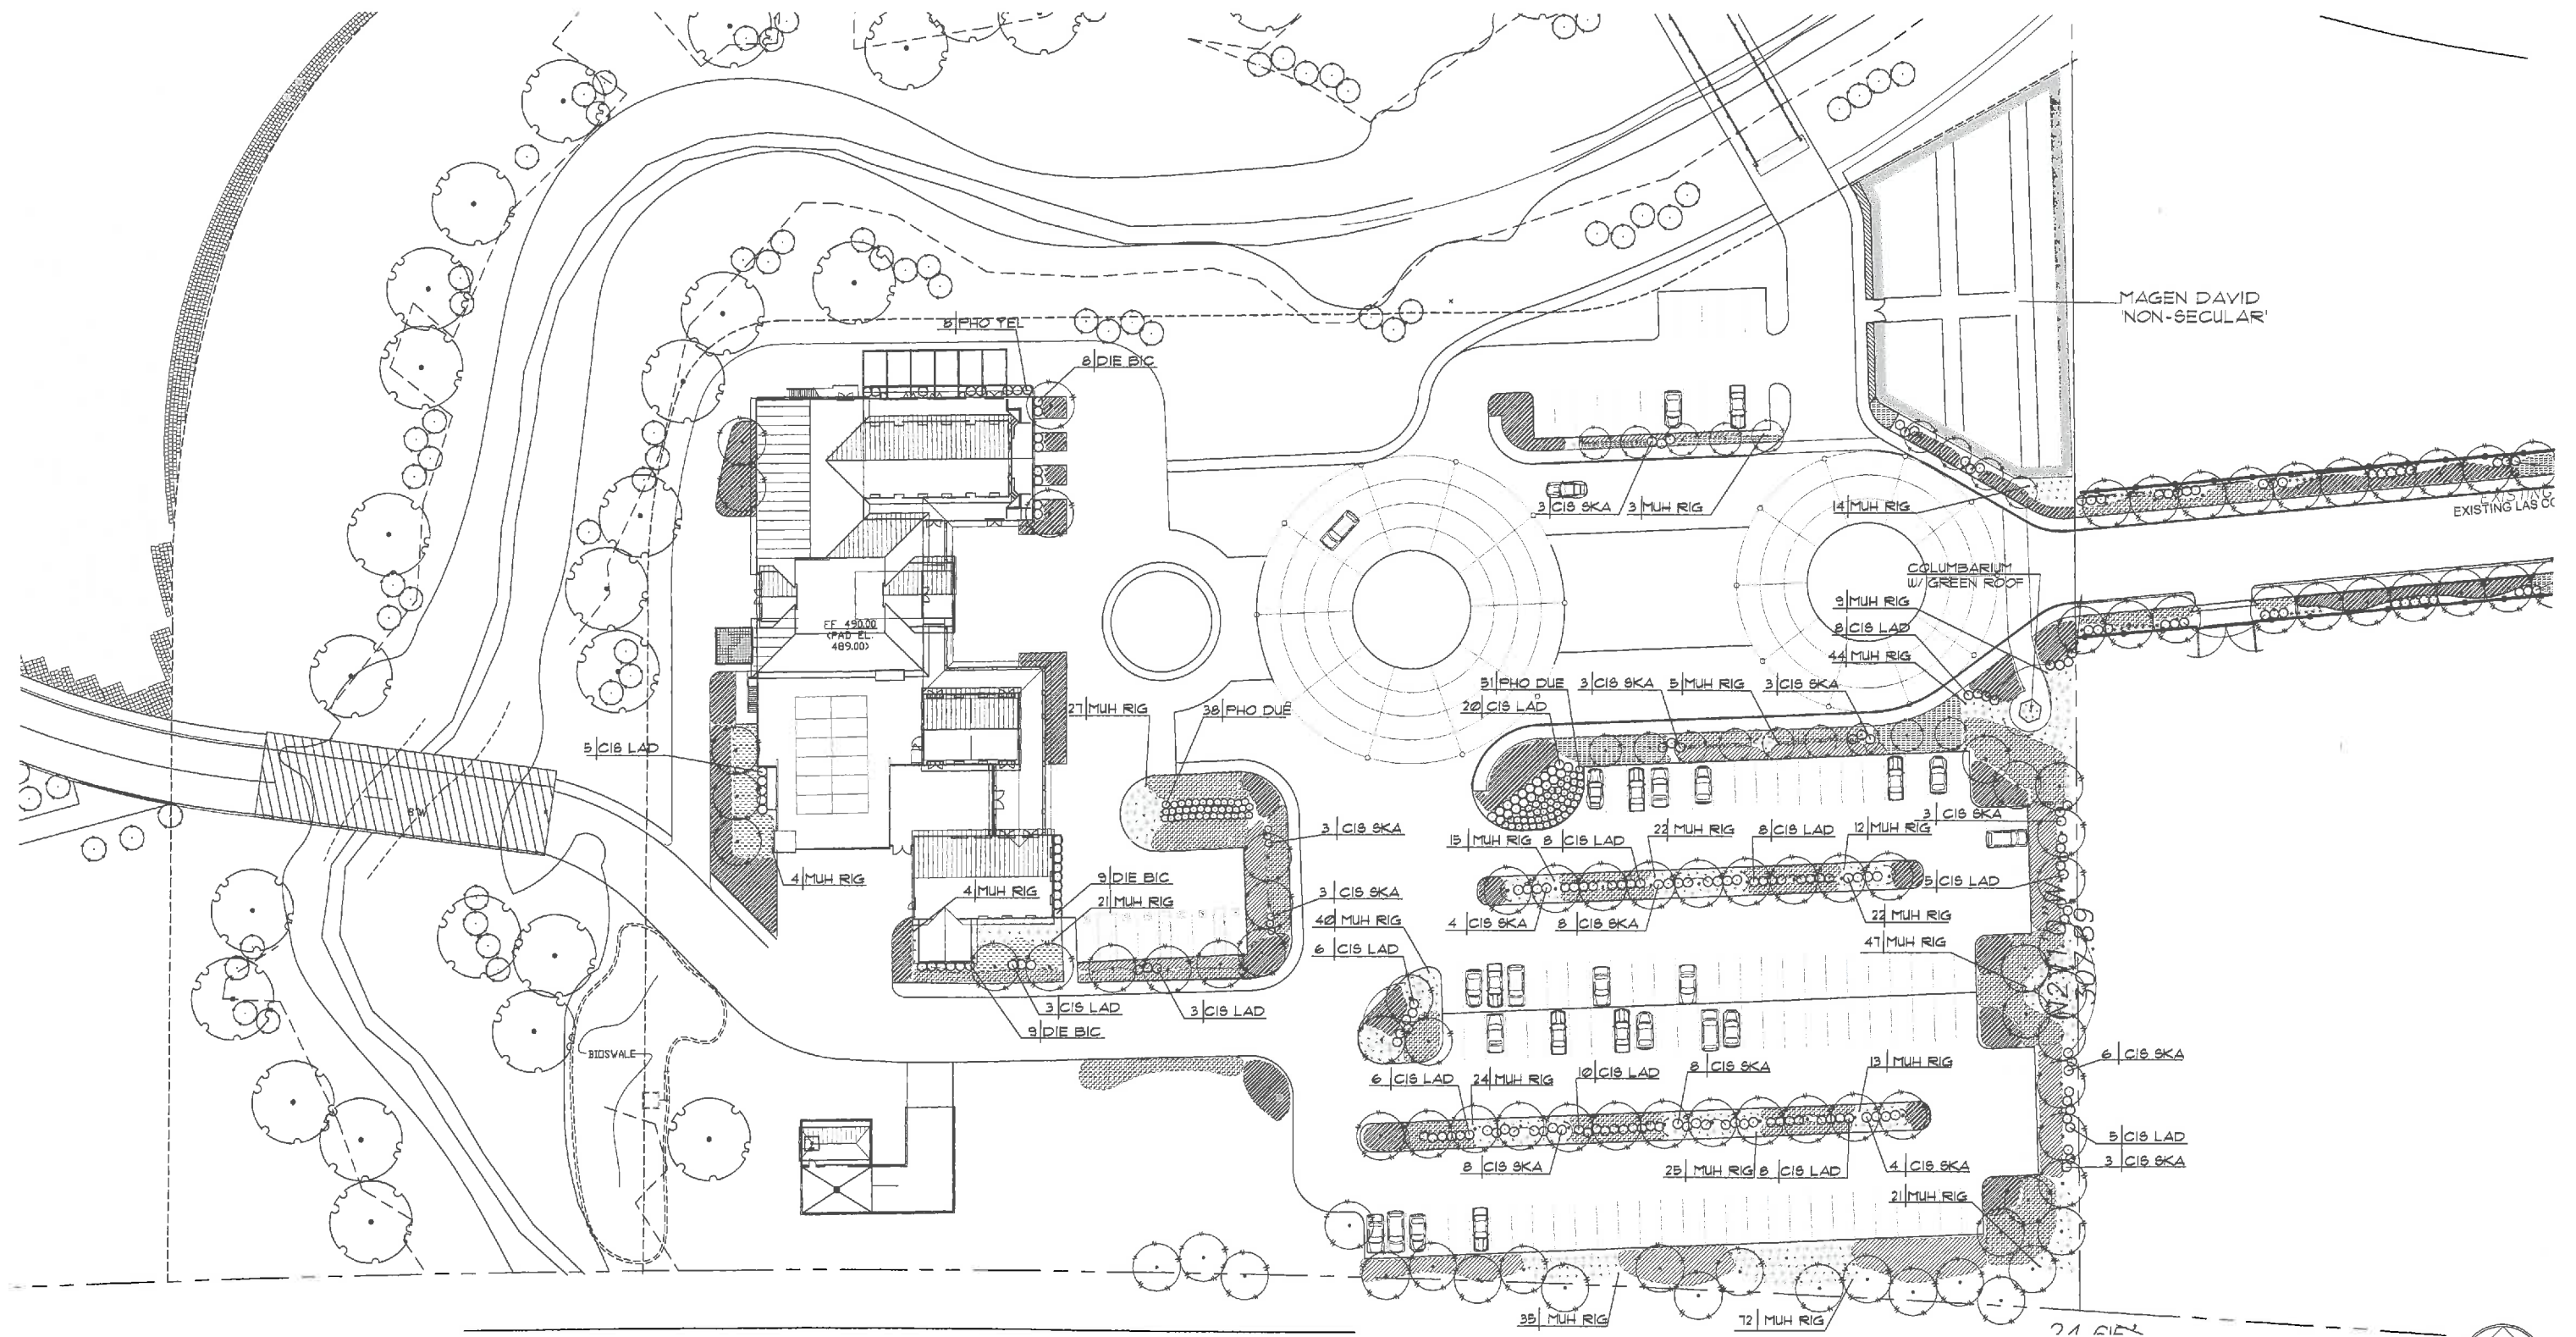 8 PHO YEL
8 DIE BIC
MAGEN DAVID
'NON-SECULAR'
3 CIS SKA
3 MUH RIG
14 MUH RIG
EXISTING
EXISTING LAS CO
COLUMBARIUM
W/ GREEN ROOF
9 MUH RIG
8 CIS LAD
44 MUH RIG
FF 490.00
(PAD EL.
489.00)
51 PHO DUE
3 CIS SKA
5 MUH RIG
3 CIS SKA
20 CIS LAD
27 MUH RIG
38 PHO DUE
5 CIS LAD
3 CIS SKA
3 CIS SKA
15 MUH RIG
8 CIS LAD
22 MUH RIG
8 CIS LAD
12 MUH RIG
4 MUH RIG
4 MUH RIG
9 DIE BIC
21 MUH RIG
3 CIS SKA
40 MUH RIG
6 CIS LAD
5 CIS LAD
4 CIS SKA
8 CIS SKA
22 MUH RIG
47 MUH RIG
307.89
3 CIS LAD
3 CIS LAD
9 DIE BIC
BIOSWALE
6 CIS LAD
24 MUH RIG
10 CIS LAD
8 CIS SKA
13 MUH RIG
6 CIS SKA
8 CIS SKA
25 MUH RIG
8 CIS LAD
4 CIS SKA
5 CIS LAD
3 CIS SKA
21 MUH RIG
35 MUH RIG
72 MUH RIG